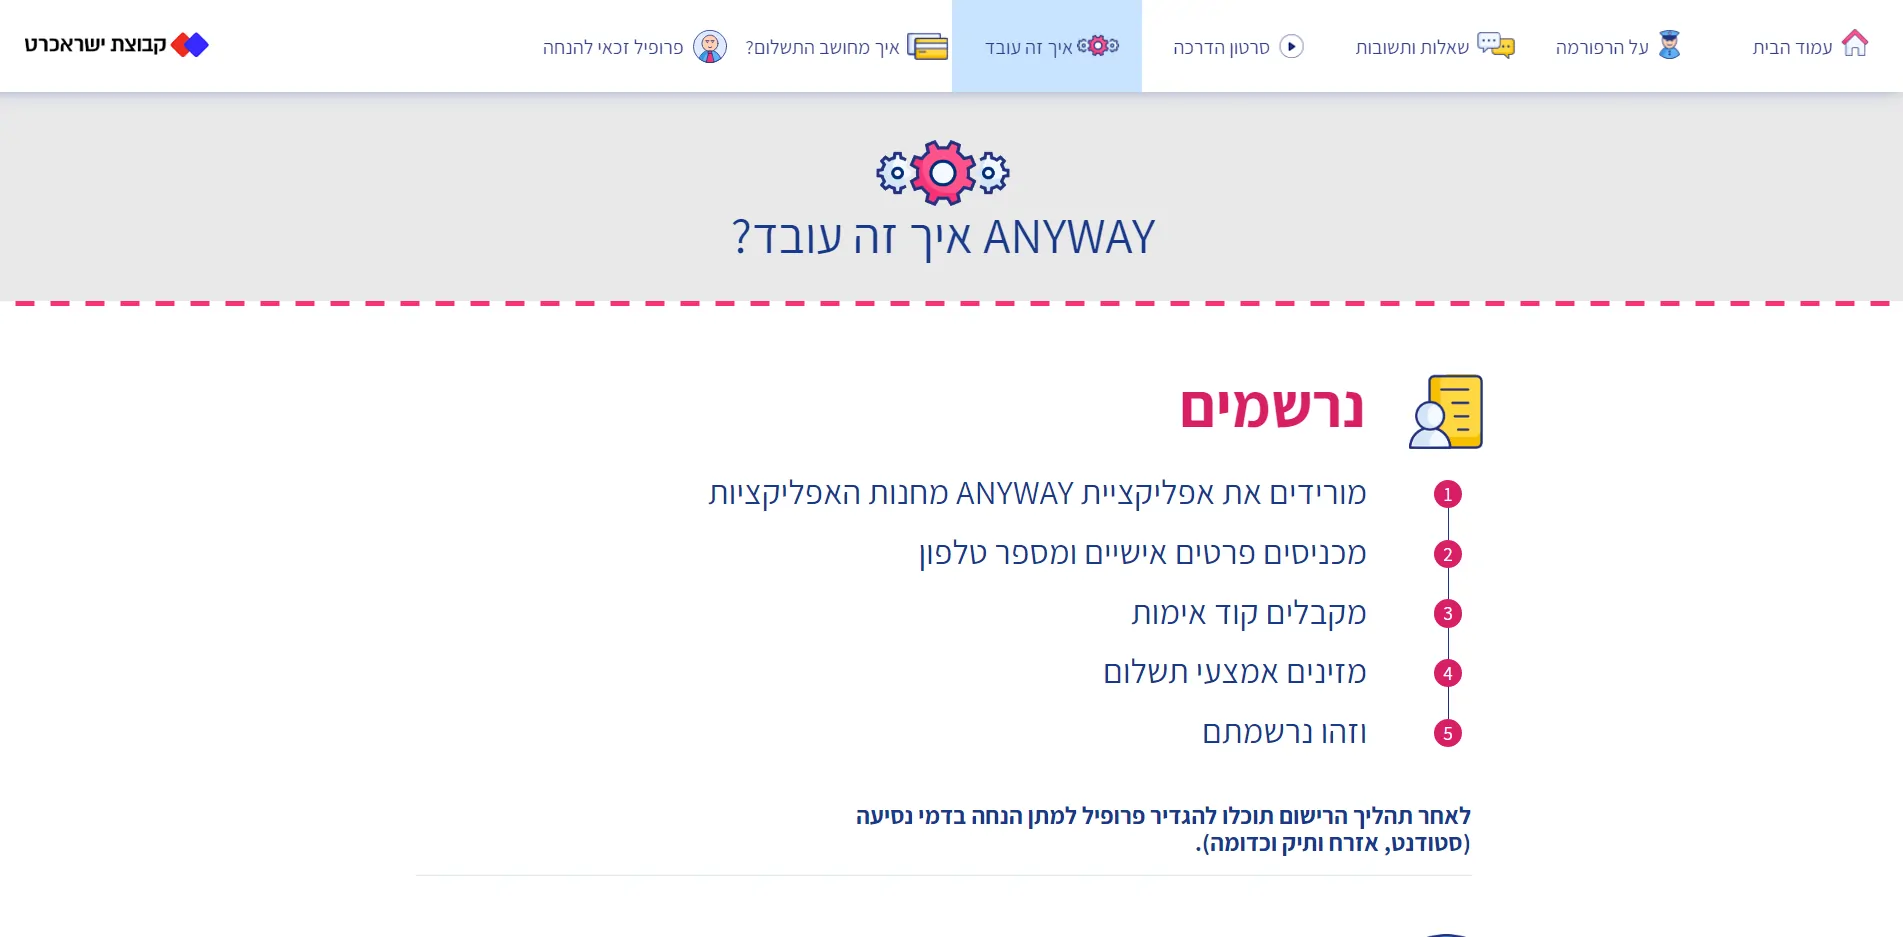 עמוד הבית
על הרפורמה
שאלות ותשובות
סרטון הדרכה
איך זה עובד
איך מחושב התשלום?
פרופיל זכאי להנחה
קבוצת ישראכרט
ANYWAY איך זה עובד?
נרשמים
1 מורידים את אפליקציית ANYWAY מחנות האפליקציות
2 מכניסים פרטים אישיים ומספר טלפון
3 מקבלים קוד אימות
4 מזינים אמצעי תשלום
5 וזהו נרשמתם
לאחר תהליך הרישום תוכלו להגדיר פרופיל למתן הנחה בדמי נסיעה
(סטודנט, אזרח ותיק וכדומה).